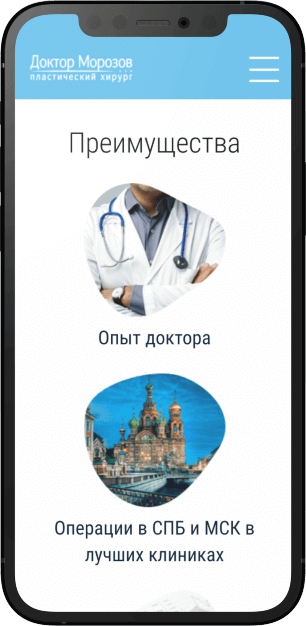 Доктор Морозов
пластический хирург
Преимущества
Опыт доктора
Операции в СПБ и МСК в
лучших клиниках